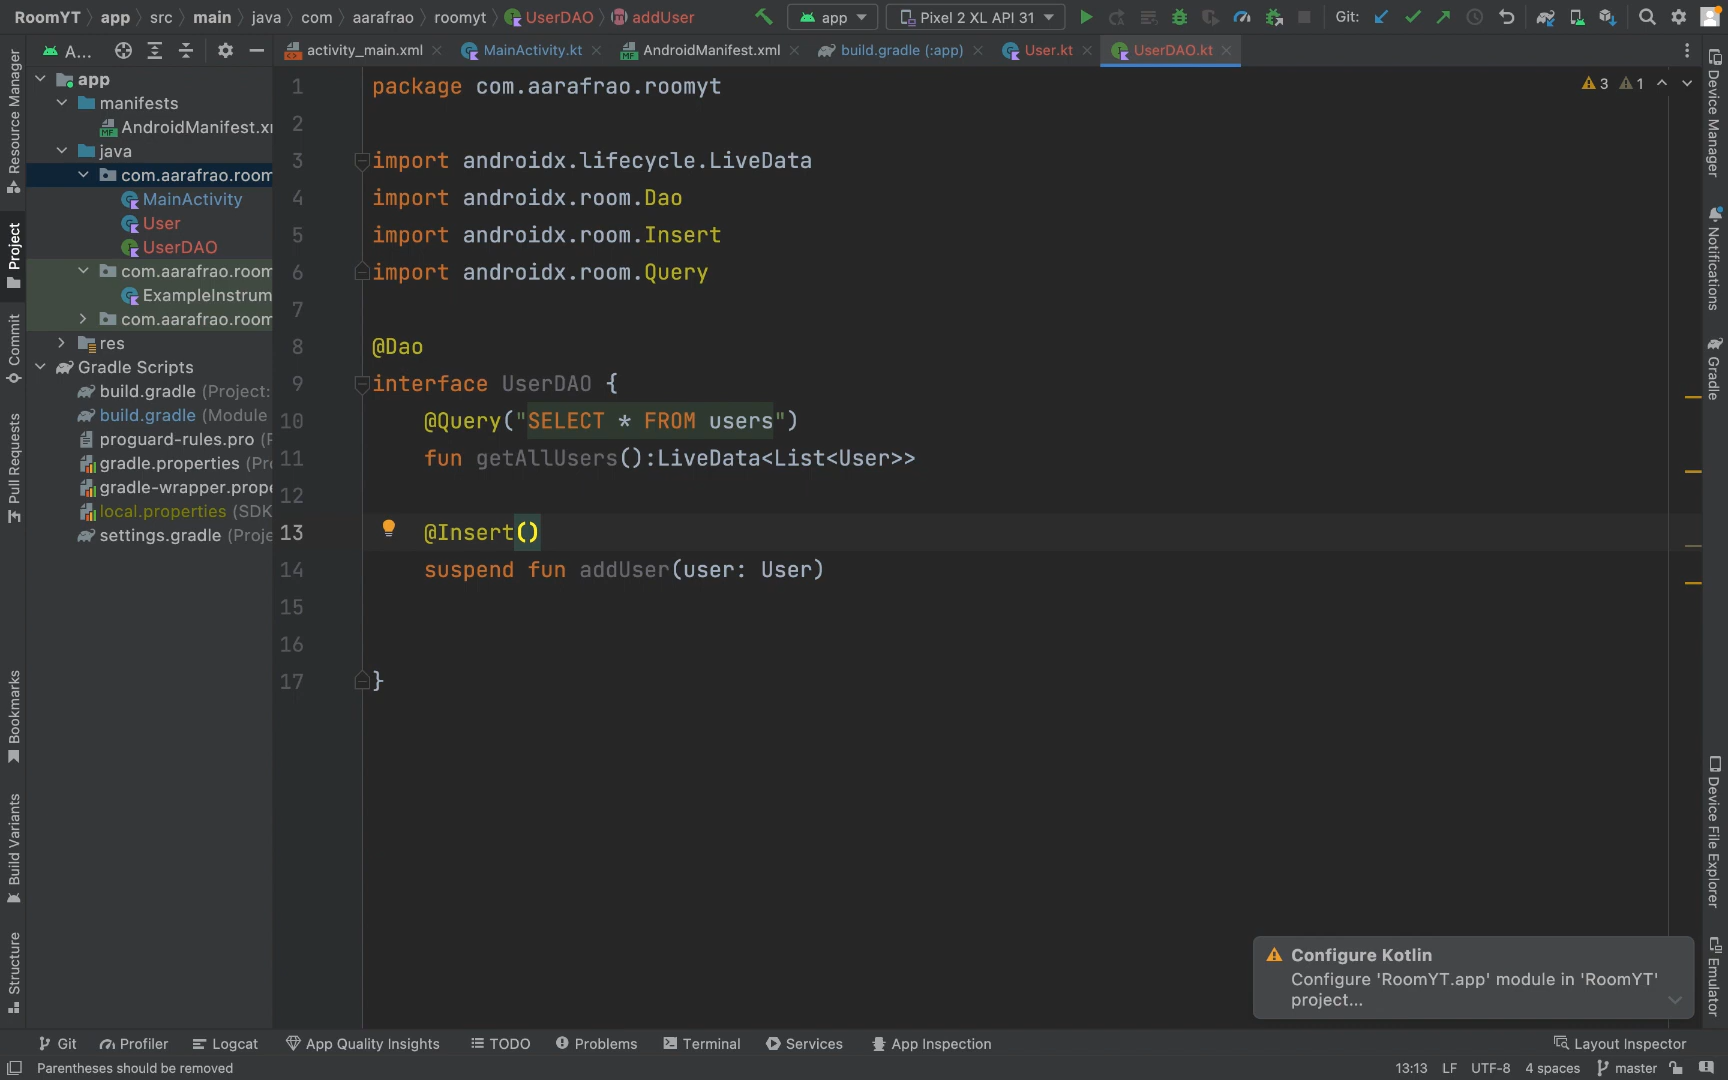 RoomYT app src main java com aarafrao roomyt UserDAO addUser app Pixel 2 XL API 31 Git:
A... activity_main.xml MainActivity.kt AndroidManifest.xml build.gradle (:app) User.kt UserDAO.kt
app
manifests
AndroidManifest.xm
java
com.aarafrao.room
MainActivity
User
UserDAO
com.aarafrao.room
ExampleInstrum
com.aarafrao.room
res
Gradle Scripts
build.gradle (Project:
build.gradle (Module
proguard-rules.pro (P
gradle.properties (Pro
gradle-wrapper.prope
local.properties (SDK
settings.gradle (Proje
3 1
1 package com.aarafrao.roomyt
2
3 import androidx.lifecycle.LiveData
4 import androidx.room.Dao
5 import androidx.room.Insert
6 import androidx.room.Query
7
8 @Dao
9 interface UserDAO {
10 @Query("SELECT * FROM users")
11 fun getAllUsers():LiveData<List<User>>
12
13 @Insert()
14 suspend fun addUser(user: User)
15
16
17 }
Resource Manager
Project
Commit
Pull Requests
Bookmarks
Build Variants
Structure
Device Manager
Notifications
Gradle
Device File Explorer
Emulator
Configure Kotlin
Configure 'RoomYT.app' module in 'RoomYT'
project...
Git Profiler Logcat App Quality Insights TODO Problems Terminal Services App Inspection Layout Inspector
Parentheses should be removed 13:13 LF UTF-8 4 spaces master